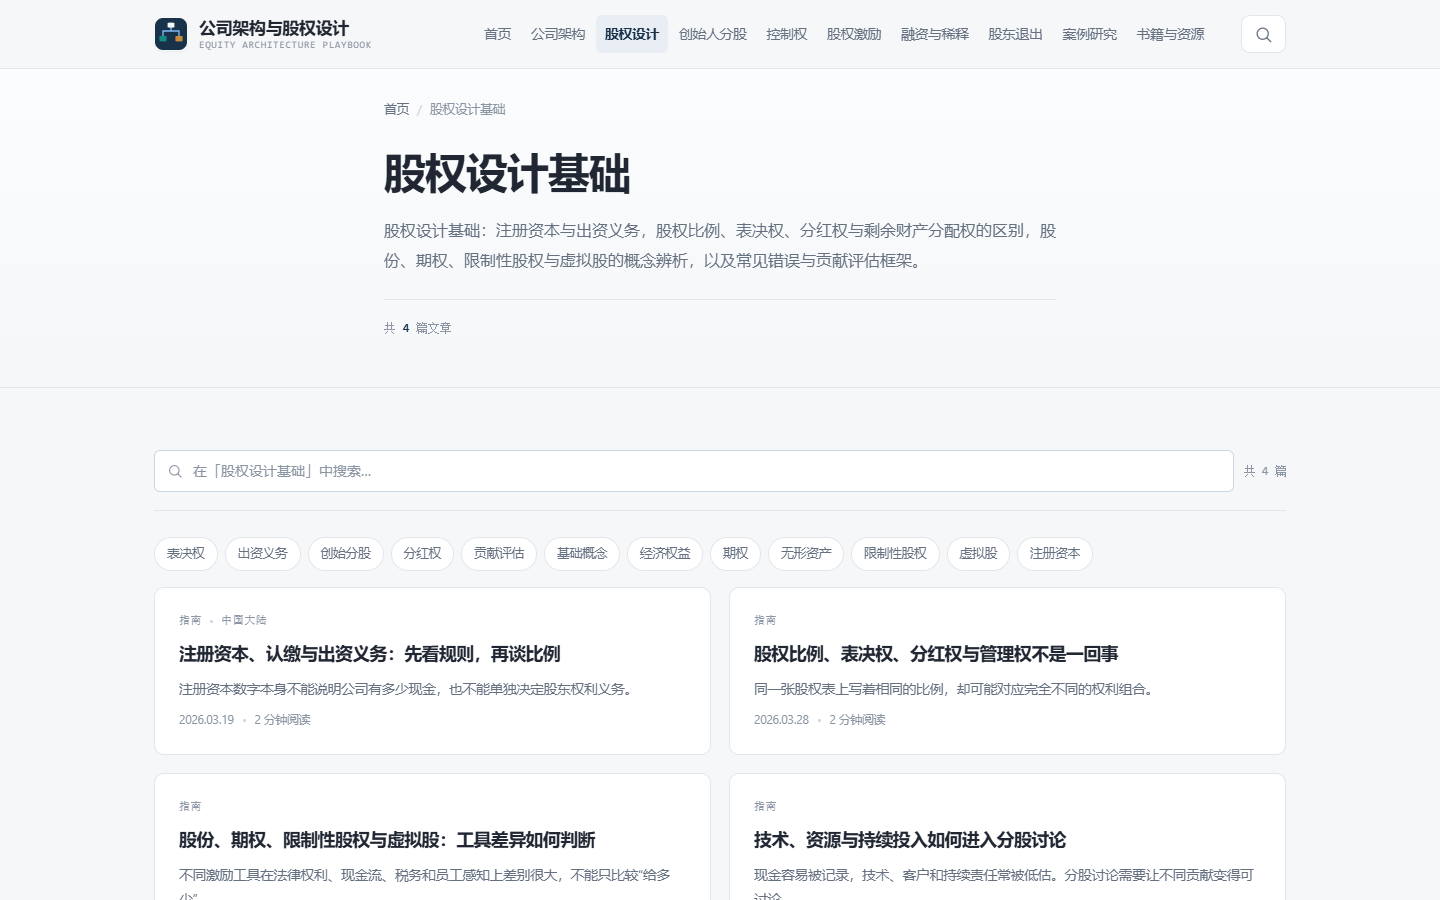 公司架构与股权设计
EQUITY ARCHITECTURE PLAYBOOK
首页 公司架构 股权设计 创始人分股 控制权 股权激励 融资与稀释 股东退出 案例研究 书籍与资源
首页 / 股权设计基础
股权设计基础
股权设计基础：注册资本与出资义务，股权比例、表决权、分红权与剩余财产分配权的区别，股
份、期权、限制性股权与虚拟股的概念辨析，以及常见错误与贡献评估框架。
共 4 篇文章
在「股权设计基础」中搜索...
共 4 篇
表决权 出资义务 创始分股 分红权 贡献评估 基础概念 经济权益 期权 无形资产 限制性股权 虚拟股 注册资本
指南 • 中国大陆
注册资本、认缴与出资义务：先看规则，再谈比例
注册资本数字本身不能说明公司有多少现金，也不能单独决定股东权利义务。
2026.03.19 • 2 分钟阅读
指南
股权比例、表决权、分红权与管理权不是一回事
同一张股权表上写着相同的比例，却可能对应完全不同的权利组合。
2026.03.28 • 2 分钟阅读
指南
股份、期权、限制性股权与虚拟股：工具差异如何判断
不同激励工具在法律权利、现金流、税务和员工感知上差别很大，不能只比较“给多
少”。
指南
技术、资源与持续投入如何进入分股讨论
现金容易被记录，技术、客户和持续责任常被低估。分股讨论需要让不同贡献变得可
讨论。